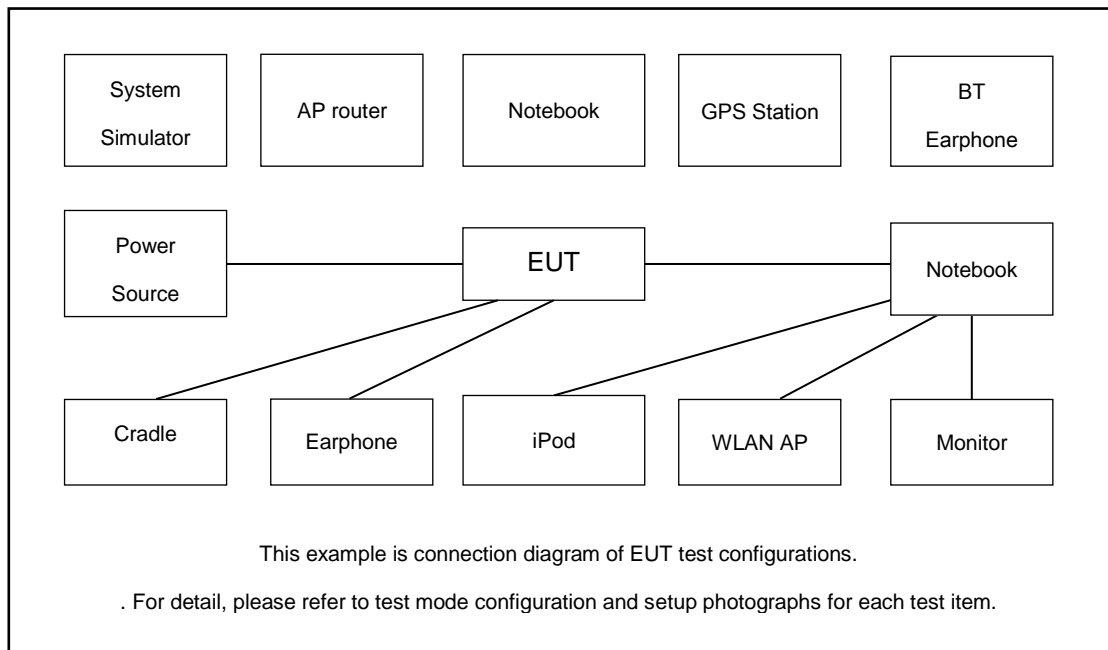 System
Simulator
AP router
Notebook
GPS Station
BT
Earphone
Power
Source
EUT
Notebook
Cradle
Earphone
iPod
WLAN AP
Monitor
This example is connection diagram of EUT test configurations.
. For detail, please refer to test mode configuration and setup photographs for each test item.